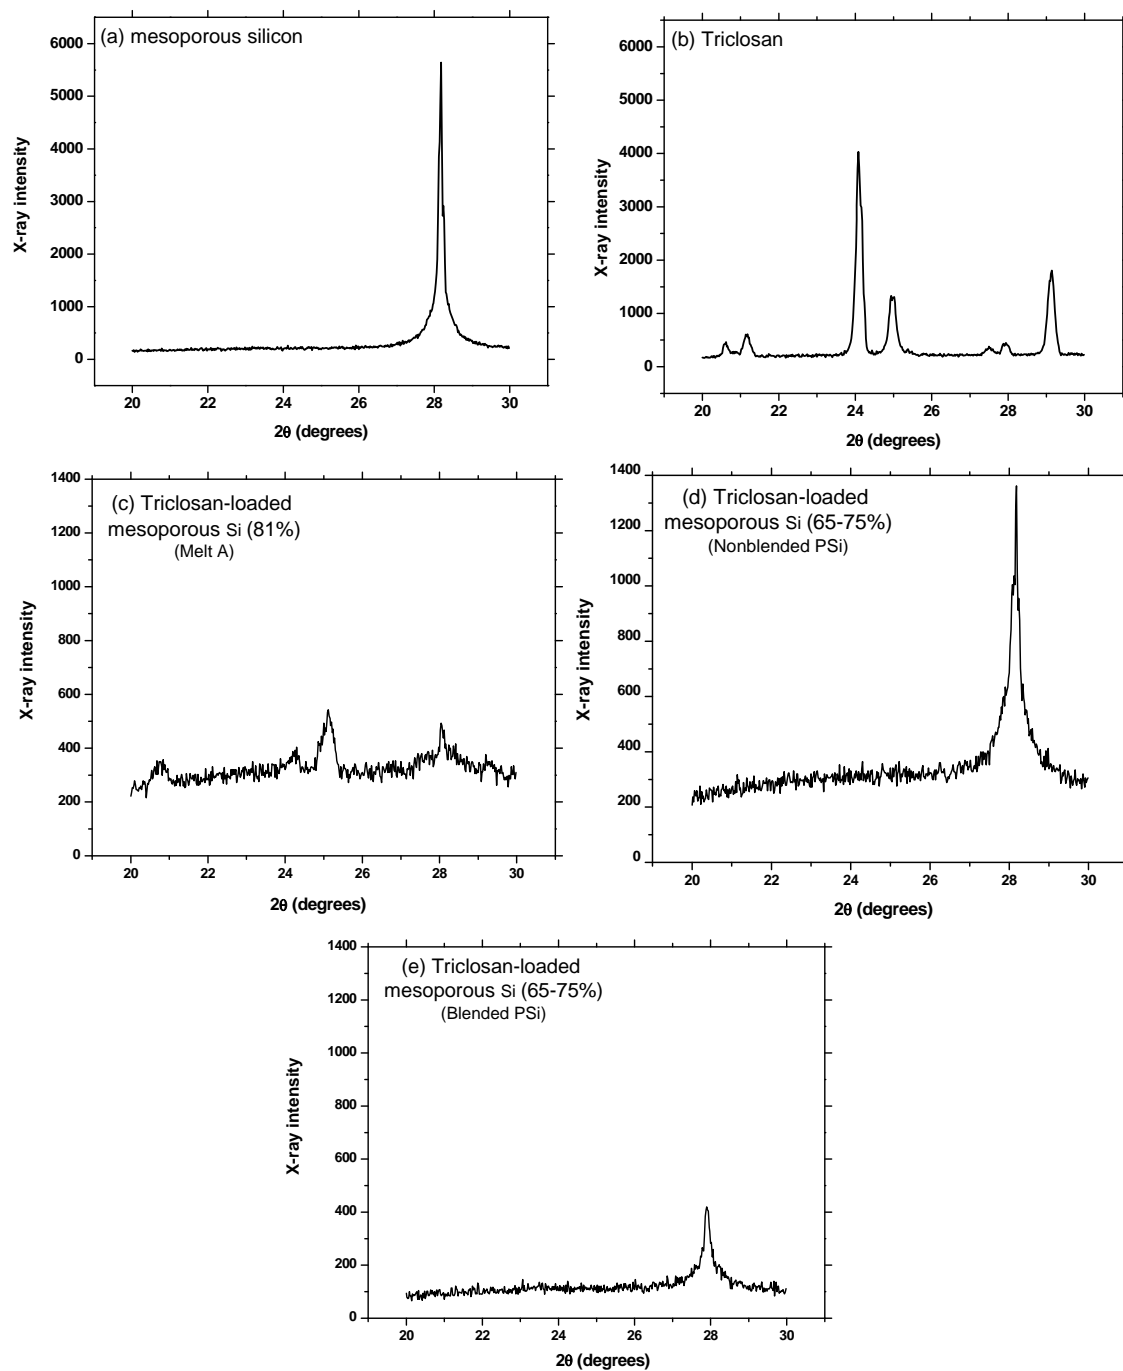 (a) mesoporous silicon
6000
5000
4000
3000
2000
1000
0
X-ray intensity
20 22 24 26 28 30
2θ (degrees)
(b) Triclosan
6000
5000
4000
3000
2000
1000
0
X-ray intensity
20 22 24 26 28 30
2θ (degrees)
(c) Triclosan-loaded
mesoporous Si (81%)
(Melt A)
1400
1200
1000
800
600
400
200
0
X-ray intensity
20 22 24 26 28 30
2θ (degrees)
(d) Triclosan-loaded
mesoporous Si (65-75%)
(Nonblended PSi)
1400
1200
1000
800
600
400
200
0
X-ray intensity
20 22 24 26 28 30
2θ (degrees)
(e) Triclosan-loaded
mesoporous Si (65-75%)
(Blended PSi)
1400
1200
1000
800
600
400
200
0
X-ray intensity
20 22 24 26 28 30
2θ (degrees)